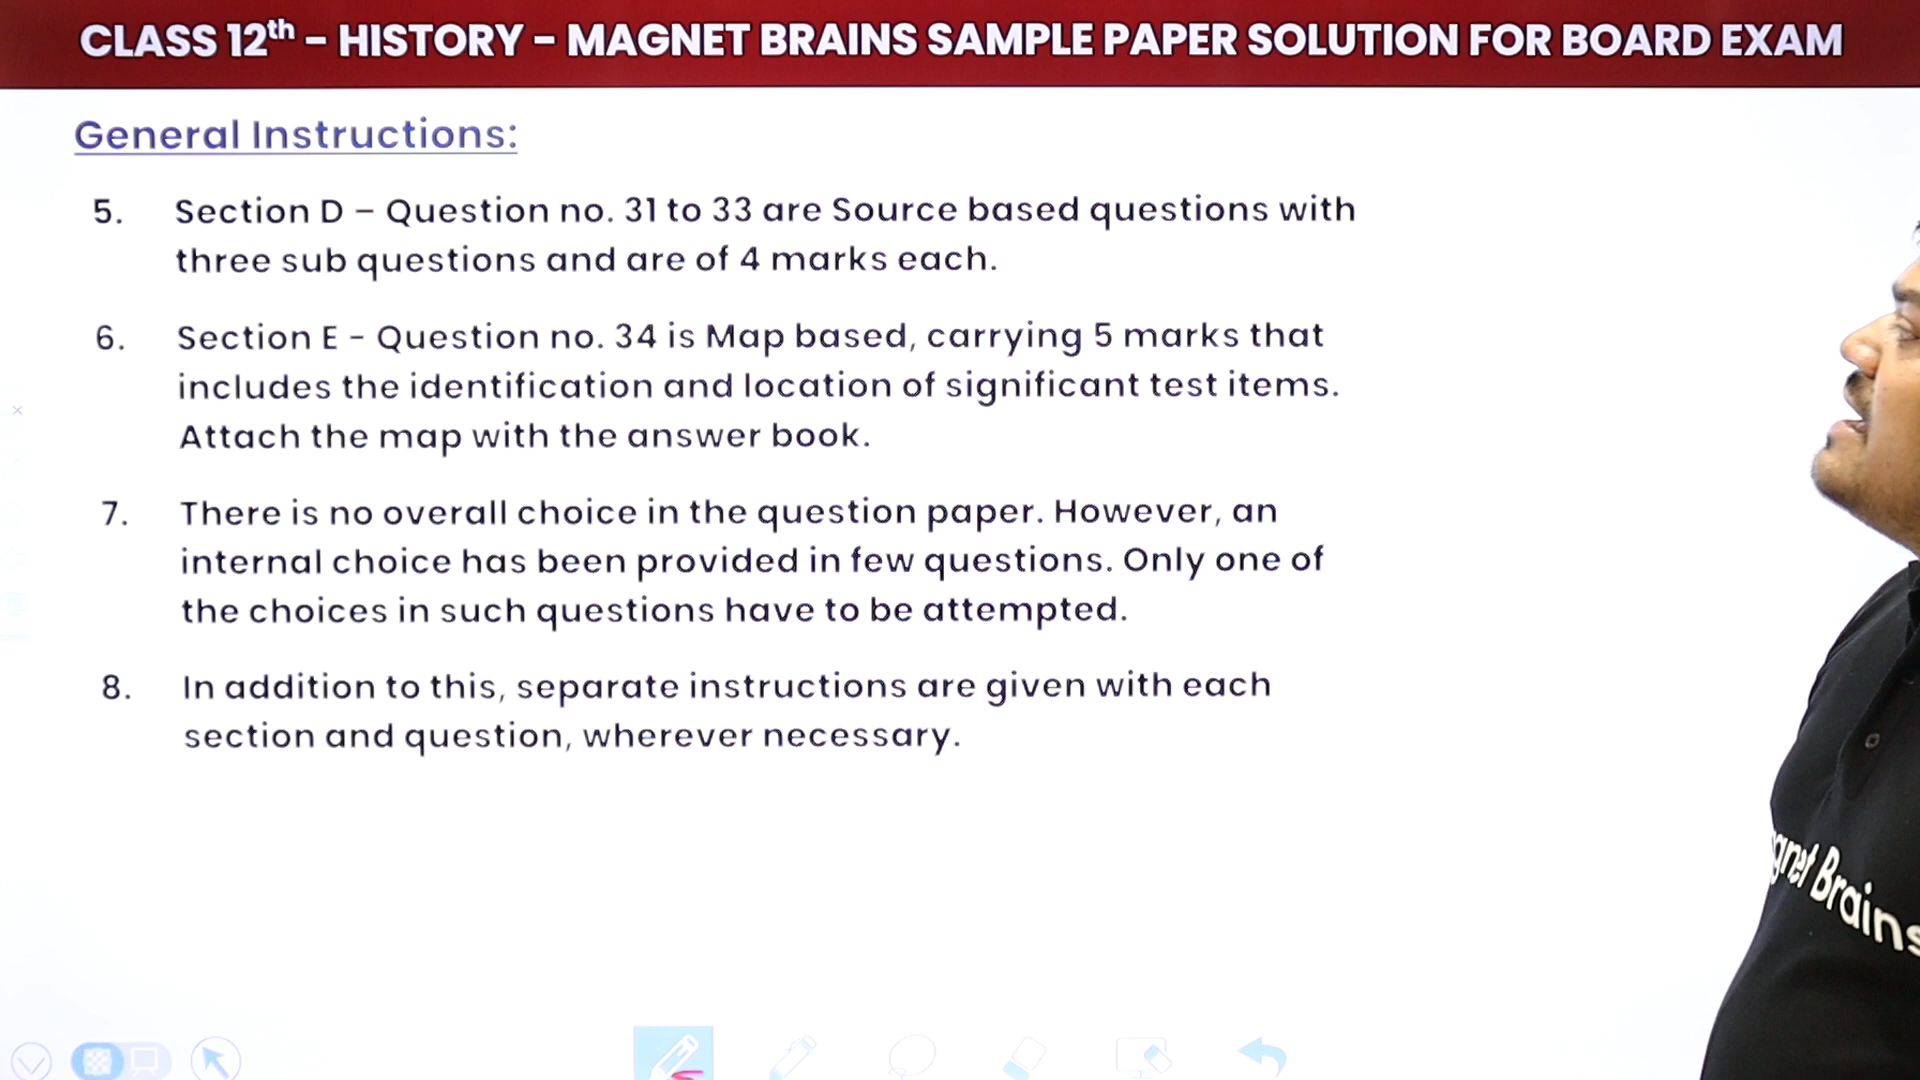 CLASS 12th - HISTORY - MAGNET BRAINS SAMPLE PAPER SOLUTION FOR BOARD EXAM
General Instructions:
5. Section D – Question no. 31 to 33 are Source based questions with
three sub questions and are of 4 marks each.
6. Section E - Question no. 34 is Map based, carrying 5 marks that
includes the identification and location of significant test items.
Attach the map with the answer book.
7. There is no overall choice in the question paper. However, an
internal choice has been provided in few questions. Only one of
the choices in such questions have to be attempted.
8. In addition to this, separate instructions are given with each
section and question, wherever necessary.
gnet Brains